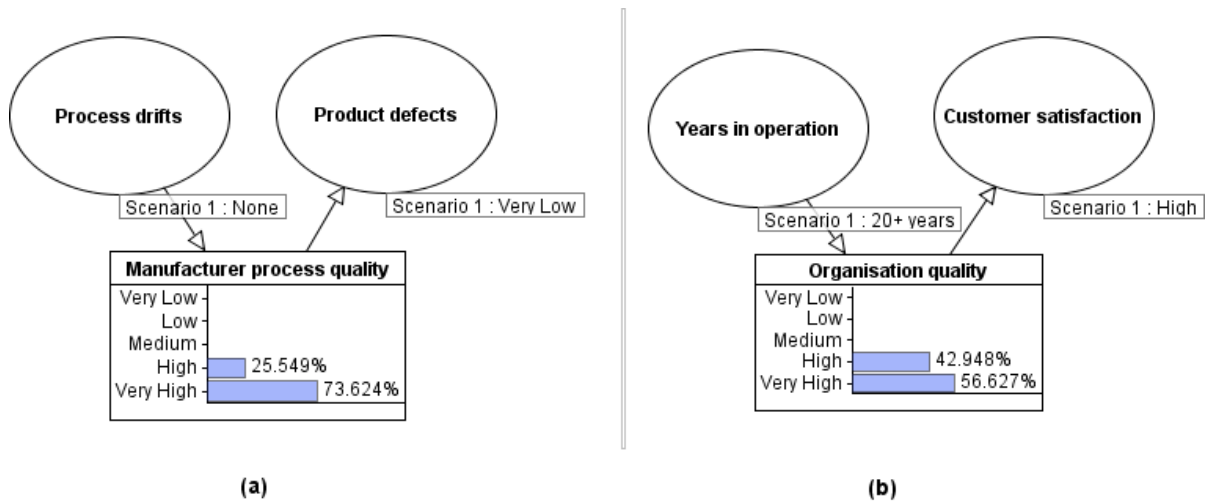 Process drifts
Product defects
Scenario 1 : None
Scenario 1 : Very Low
Manufacturer process quality
Very Low
Low
Medium
High 25.549%
Very High 73.624%
(a)
Years in operation
Customer satisfaction
Scenario 1 : 20+ years
Scenario 1 : High
Organisation quality
Very Low
Low
Medium
High 42.948%
Very High 56.627%
(b)